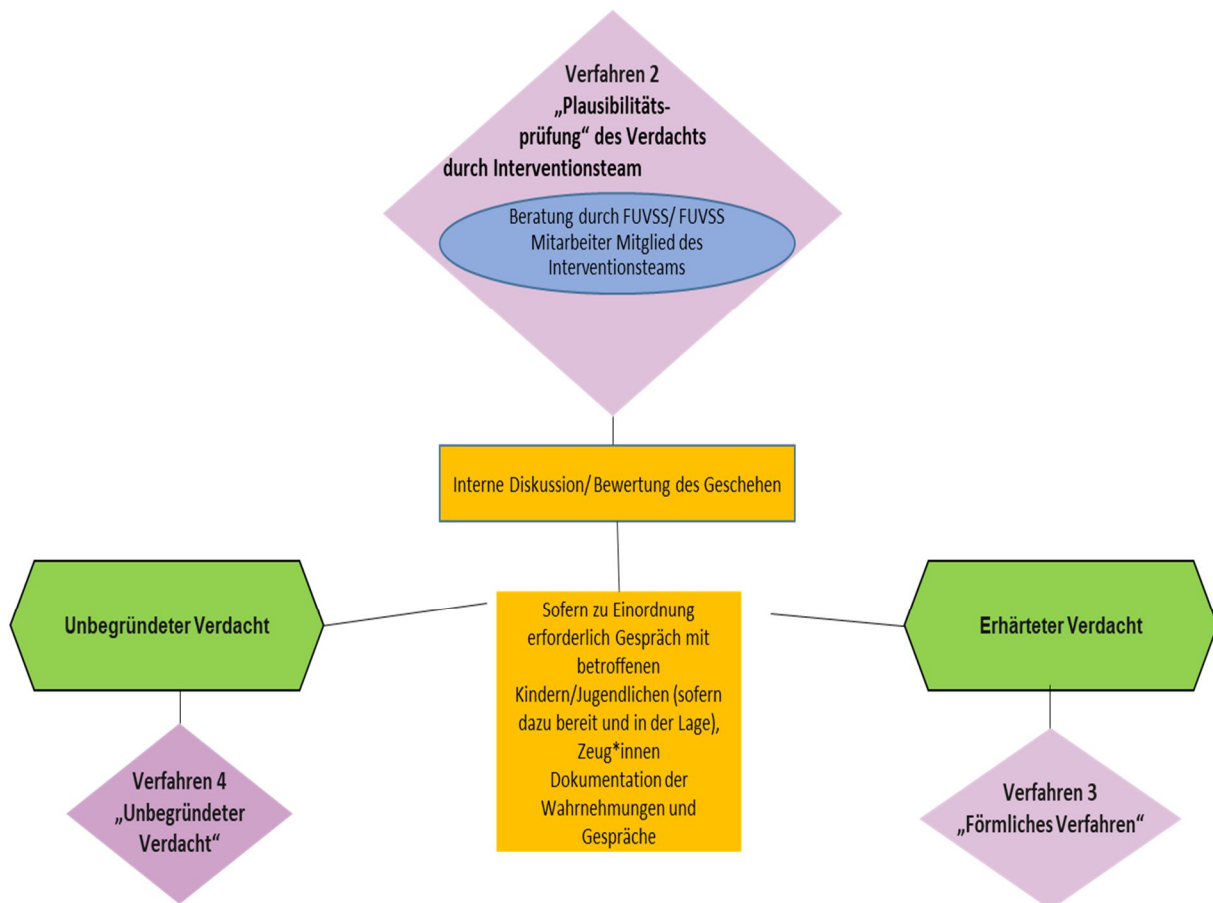 Verfahren 2
„Plausibilitäts-
prüfung“ des Verdachts
durch Interventionsteam
Beratung durch FUVSS/ FUVSS
Mitarbeiter Mitglied des
Interventionsteams
Interne Diskussion/ Bewertung des Geschehen
Unbegründeter Verdacht
Sofern zu Einordnung
erforderlich Gespräch mit
betroffenen
Kindern/Jugendlichen (sofern
dazu bereit und in der Lage),
Zeug*innen
Dokumentation der
Wahrnehmungen und
Gespräche
Erhärteter Verdacht
Verfahren 4
„Unbegründeter
Verdacht“
Verfahren 3
„Förmliches Verfahren“